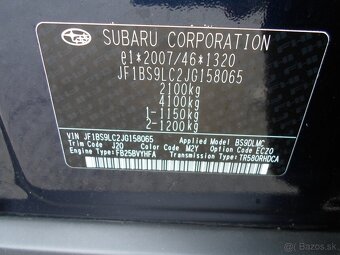 SUBARU CORPORATION
e1*2007/46*1320
JF1BS9LC2JG158065
2100kg
4100kg
1-1150kg
2-1200kg
VIN JF1BS9LC2JG158065 Applied Model BS9DLMC
Trim Code J20 Color Code M2Y Option Code ECZO
Engine Type FB25BVYHFA Transmission Type TR580RHDCA
Bazos.sk